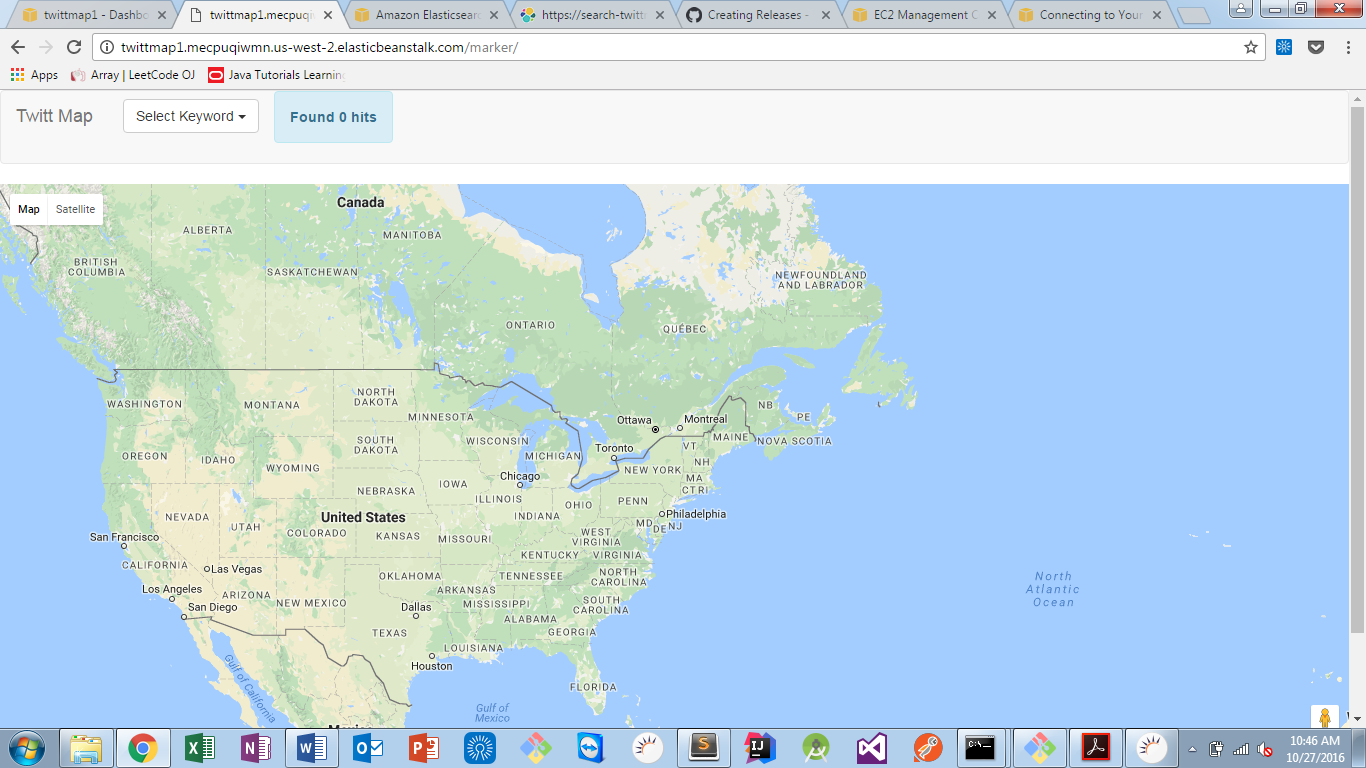 twittmap1 - Dashbo
twittmap1.mecpuqi
Amazon Elasticsear
https://search-twitt
Creating Releases -
EC2 Management C
Connecting to Your
twittmap1.mecpuqiwmn.us-west-2.elasticbeanstalk.com/marker/
Apps
Array | LeetCode OJ
Java Tutorials Learnin
Twitt Map
Select Keyword
Found 0 hits
Map
Satellite
Canada
ALBERTA
MANITOBA
BRITISH
COLUMBIA
SASKATCHEWAN
NEWFOUNDLAND
AND LABRADOR
ONTARIO
QUÉBEC
WASHINGTON
MONTANA
NORTH
DAKOTA
MINNESOTA
Ottawa
Montreal
NB
PE
MAINE
NOVA SCOTIA
OREGON
IDAHO
WYOMING
SOUTH
DAKOTA
WISCONSIN
MICHIGAN
Toronto
VT
NH
NEW YORK
MA
CT RI
Chicago
IOWA
NEBRASKA
ILLINOIS
INDIANA
OHIO
PENN
Philadelphia
MD
DE
NJ
NEVADA
UTAH
United States
COLORADO
KANSAS
MISSOURI
WEST
VIRGINIA
KENTUCKY
VIRGINIA
San Francisco
CALIFORNIA
Las Vegas
OKLAHOMA
TENNESSEE
NORTH
CAROLINA
Los Angeles
ARIZONA
NEW MEXICO
ARKANSAS
MISSISSIPPI
SOUTH
CAROLINA
San Diego
Dallas
ALABAMA
GEORGIA
TEXAS
LOUISIANA
Houston
FLORIDA
North
Atlantic
Ocean
Gulf of California
Gulf of
Mexico
Mexico
10:46 AM
10/27/2016